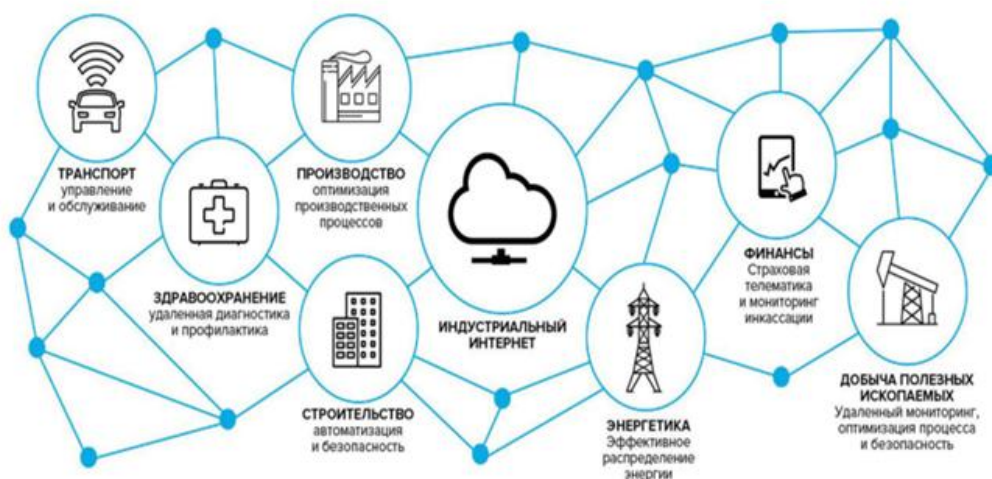 ТРАНСПОРТ
управление
и обслуживание
ЗДРАВООХРАНЕНИЕ
удаленная диагностика
и профилактика
ПРОИЗВОДСТВО
оптимизация
производственных
процессов
СТРОИТЕЛЬСТВО
автоматизация
и безопасность
ИНДУСТРИАЛЬНЫЙ
ИНТЕРНЕТ
ЭНЕРГЕТИКА
Эффективное
распределение
энергии
ФИНАНСЫ
Страховая
телематика
и мониторинг
инкассации
ДОБЫЧА ПОЛЕЗНЫХ
ИСКОПАЕМЫХ
Удаленный мониторинг,
оптимизация процесса
и безопасность